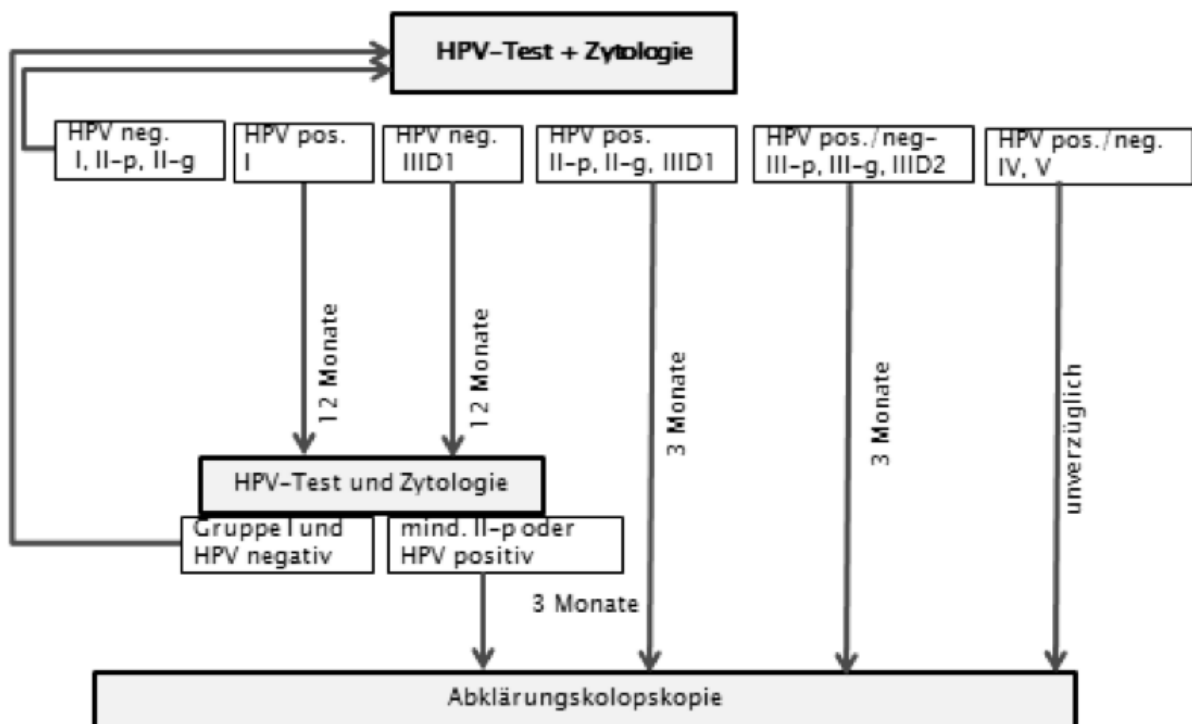 HPV-Test + Zytologie
HPV neg.
I, II-p, II-g
HPV pos.
I
HPV neg.
IIID1
HPV pos.
II-p, II-g, IIID1
HPV pos./neg-
III-p, III-g, IIID2
HPV pos./neg.
IV, V
12 Monate
12 Monate
3 Monate
3 Monate
unverzüglich
HPV-Test und Zytologie
Gruppe I und
HPV negativ
mind. II-p oder
HPV positiv
3 Monate
Abklärungskolopskopie